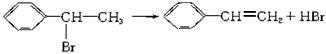 CH—CH₃ → CH=CH₂ + HBr
Br